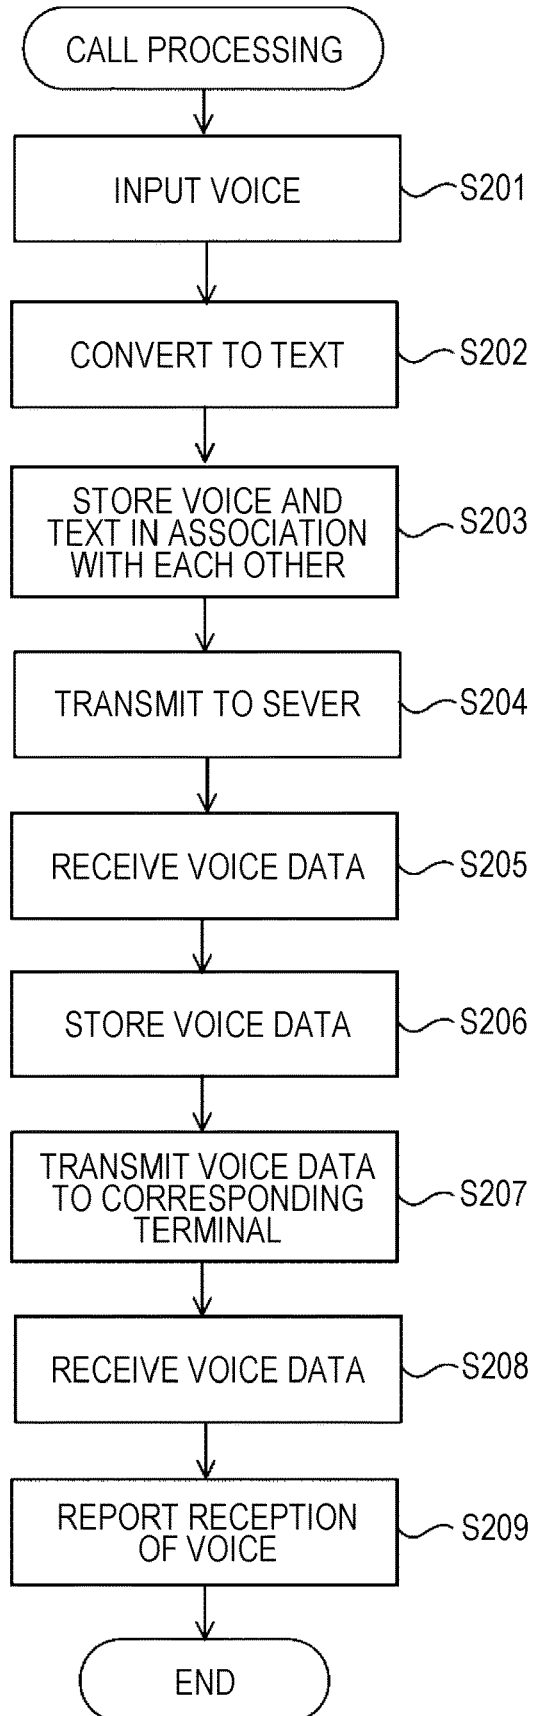 CALL PROCESSING
INPUT VOICE
S201
CONVERT TO TEXT
S202
STORE VOICE AND
TEXT IN ASSOCIATION
WITH EACH OTHER
S203
TRANSMIT TO SEVER
S204
RECEIVE VOICE DATA
S205
STORE VOICE DATA
S206
TRANSMIT VOICE DATA
TO CORRESPONDING
TERMINAL
S207
RECEIVE VOICE DATA
S208
REPORT RECEPTION
OF VOICE
S209
END